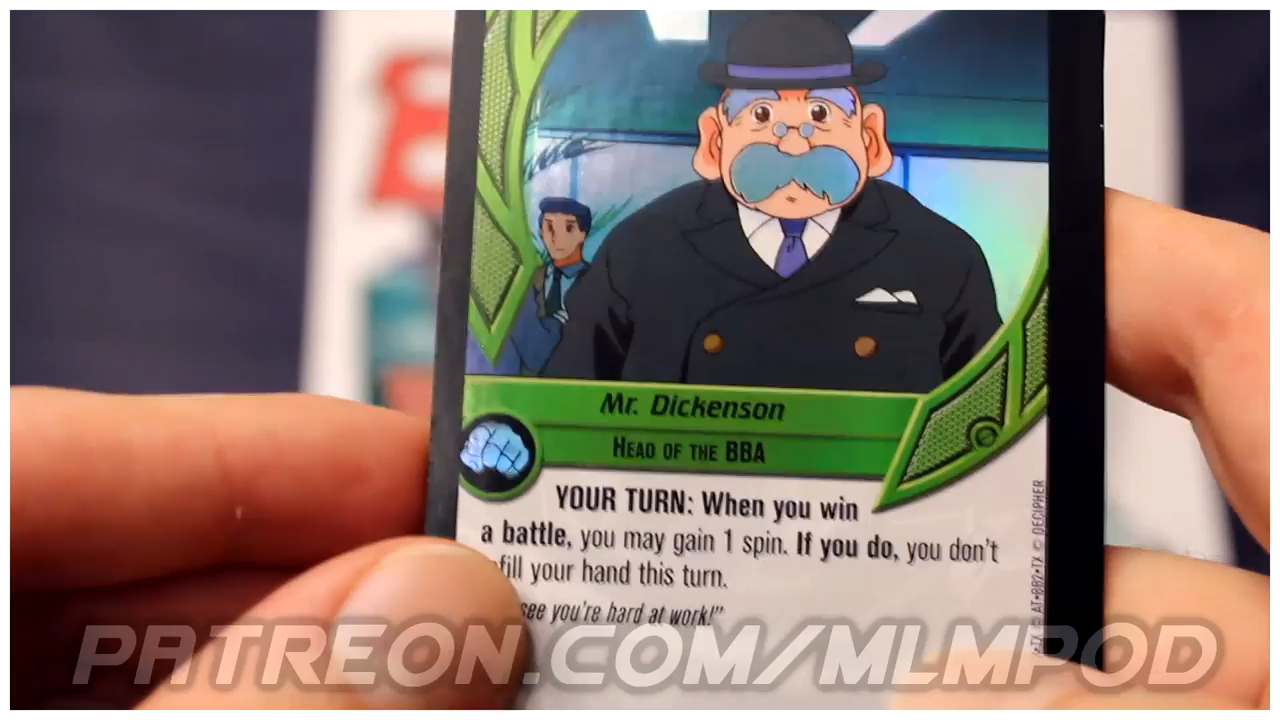 Mr. Dickenson
HEAD OF THE BBA
YOUR TURN: When you win
a battle, you may gain 1 spin. If you do, you don't
fill your hand this turn.
see you're hard at work!"
PATREON.COM/MLMPOD
TX © AT•BB2•TX © DECIPHER